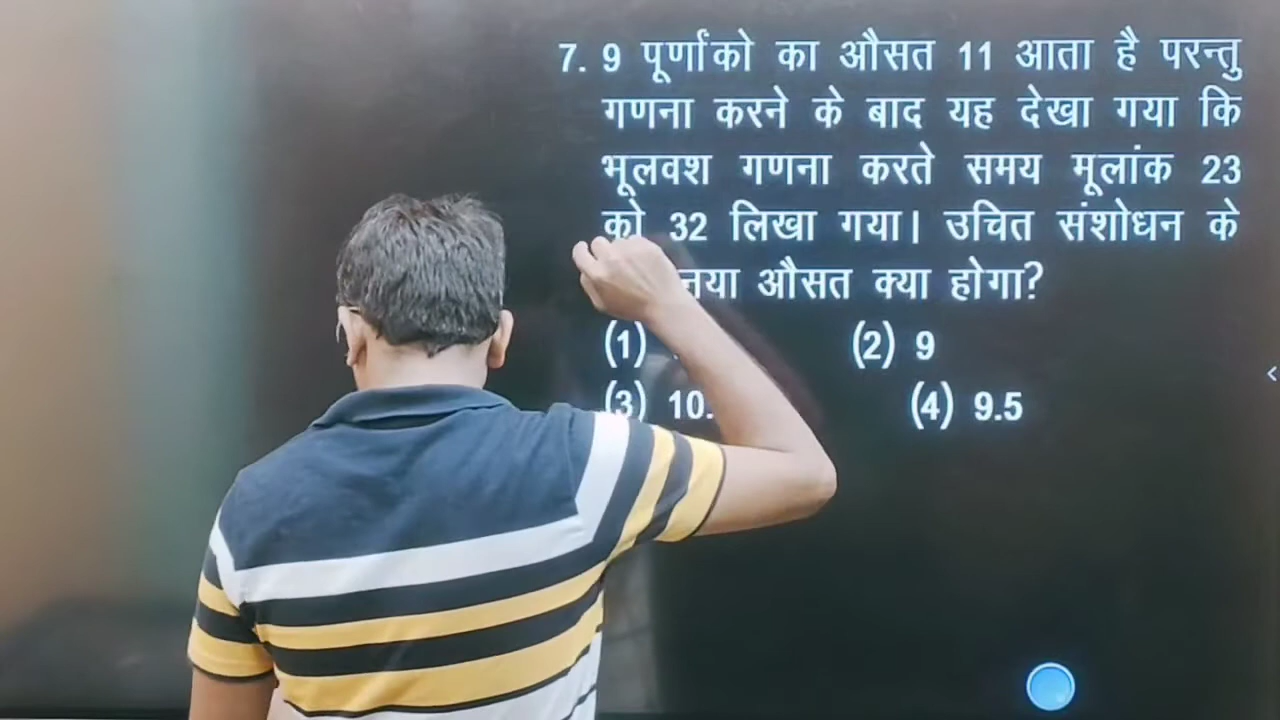 7. 9 पूर्णांको का औसत 11 आता है परन्तु
गणना करने के बाद यह देखा गया कि
भूलवश गणना करते समय मूलांक 23
को 32 लिखा गया। उचित संशोधन के
नया औसत क्या होगा?
(1) (2) 9
(3) 10. (4) 9.5